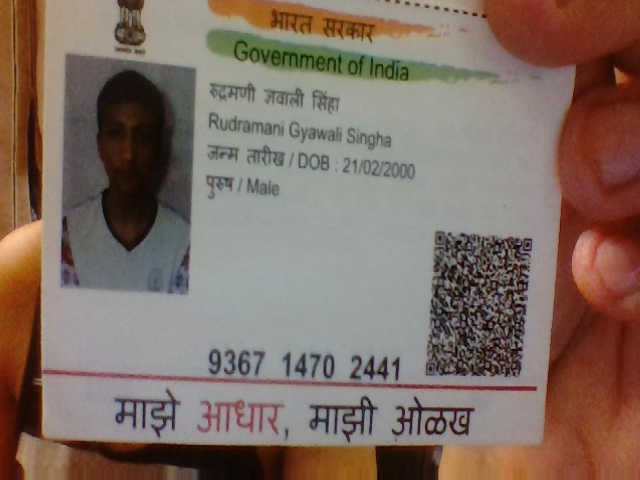 भारत सरकार
Government of India
रुद्रमणी ज्ञवाली सिंहा
Rudramani Gyawali Singha
जन्म तारीख / DOB : 21/02/2000
पुरुष / Male
9367 1470 2441
माझे आधार, माझी ओळख